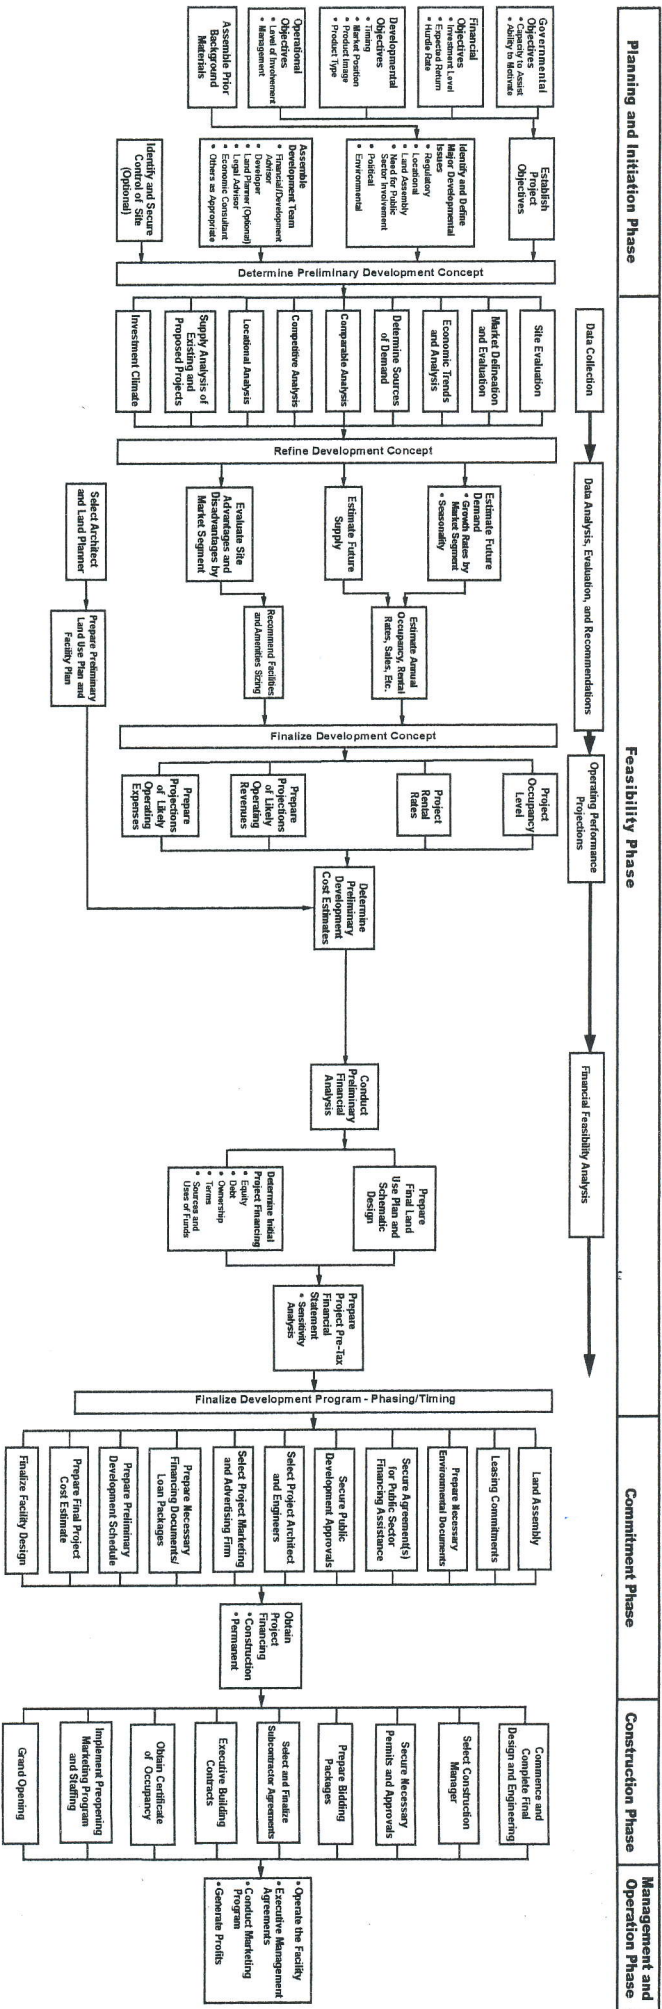 Planning and Initiation Phase
Feasibility Phase
Commitment Phase
Construction Phase
Management and
Operation Phase
Data Collection
Data Analysis, Evaluation, and Recommendations
Operating Performance
Projections
Financial Feasibility Analysis
Governmental
Objectives
• Capacity to Assist
• Ability to Motivate
Financial
Objectives
• Investment Level
• Expected Return
• Hurdle Rate
Developmental
Objectives
• Timing
• Market Position
• Product Image
• Product Type
Operational
Objectives
• Level of Involvement
• Management
Assemble Prior
Background
Materials
Establish
Project
Objectives
Identify and Define
Major Developmental
Issues
• Regulatory
• Locational
• Land Assembly
• Need for Public
Sector Involvement
• Political
• Environmental
Assemble
Development Team
• Financial/Development
Advisor
• Developer
• Land Planner (Optional)
• Legal Advisor
• Economic Consultant
• Others as Appropriate
Identify and Secure
Control of Site
(Optional)
Determine Preliminary Development Concept
Site Evaluation
Market Delineation
and Evaluation
Economic Trends
and Analysis
Determine Sources
of Demand
Comparable Analysis
Competitive Analysis
Locational Analysis
Supply Analysis of
Existing and
Proposed Projects
Investment Climate
Refine Development Concept
Estimate Future
Demand
• Growth Rates by
Market Segment
• Seasonality
Estimate Future
Supply
Evaluate Site
Advantages and
Disadvantages by
Market Segment
Select Architect
and Land Planner
Estimate Annual
Occupancy, Rental
Rates, Sales, Etc.
Recommend Facilities
and Amenities Sizing
Prepare Preliminary
Land Use Plan and
Facility Plan
Finalize Development Concept
Project
Occupancy
Level
Project
Rental
Rates
Prepare
Projections
of Likely
Operating
Revenues
Prepare
Projections
of Likely
Operating
Expenses
Determine
Preliminary
Development
Cost Estimates
Conduct
Preliminary
Financial
Analysis
Prepare
Final Land
Use Plan and
Schematic
Design
Determine Initial
Project Financing
• Equity
• Debt
• Ownership
• Terms
• Sources and
Uses of Funds
Prepare
Project Pre-Tax
Financial
Statement
• Sensitivity
Analysis
Finalize Development Program - Phasing/Timing
Land Assembly
Leasing Commitments
Prepare Necessary
Environmental Documents
Secure Agreement(s)
for Public Sector
Financing Assistance
Secure Public
Development Approvals
Select Project Architect
and Engineers
Select Project Marketing
and Advertising Firm
Prepare Necessary
Financing Documents/
Loan Packages
Prepare Preliminary
Development Schedule
Prepare Final Project
Cost Estimate
Finalize Facility Design
Obtain
Project
Financing
• Construction
• Permanent
Commence and
Complete Final
Design and Engineering
Select Construction
Manager
Secure Necessary
Permits and Approvals
Prepare Bidding
Packages
Select and Finalize
Subcontractor Agreements
Executive Building
Contracts
Obtain Certificate
of Occupancy
Implement Preopening
Marketing Program
and Staffing
Grand Opening
• Operate the Facility
• Executive Management
Agreements
• Conduct Marketing
Program
• Generate Profits